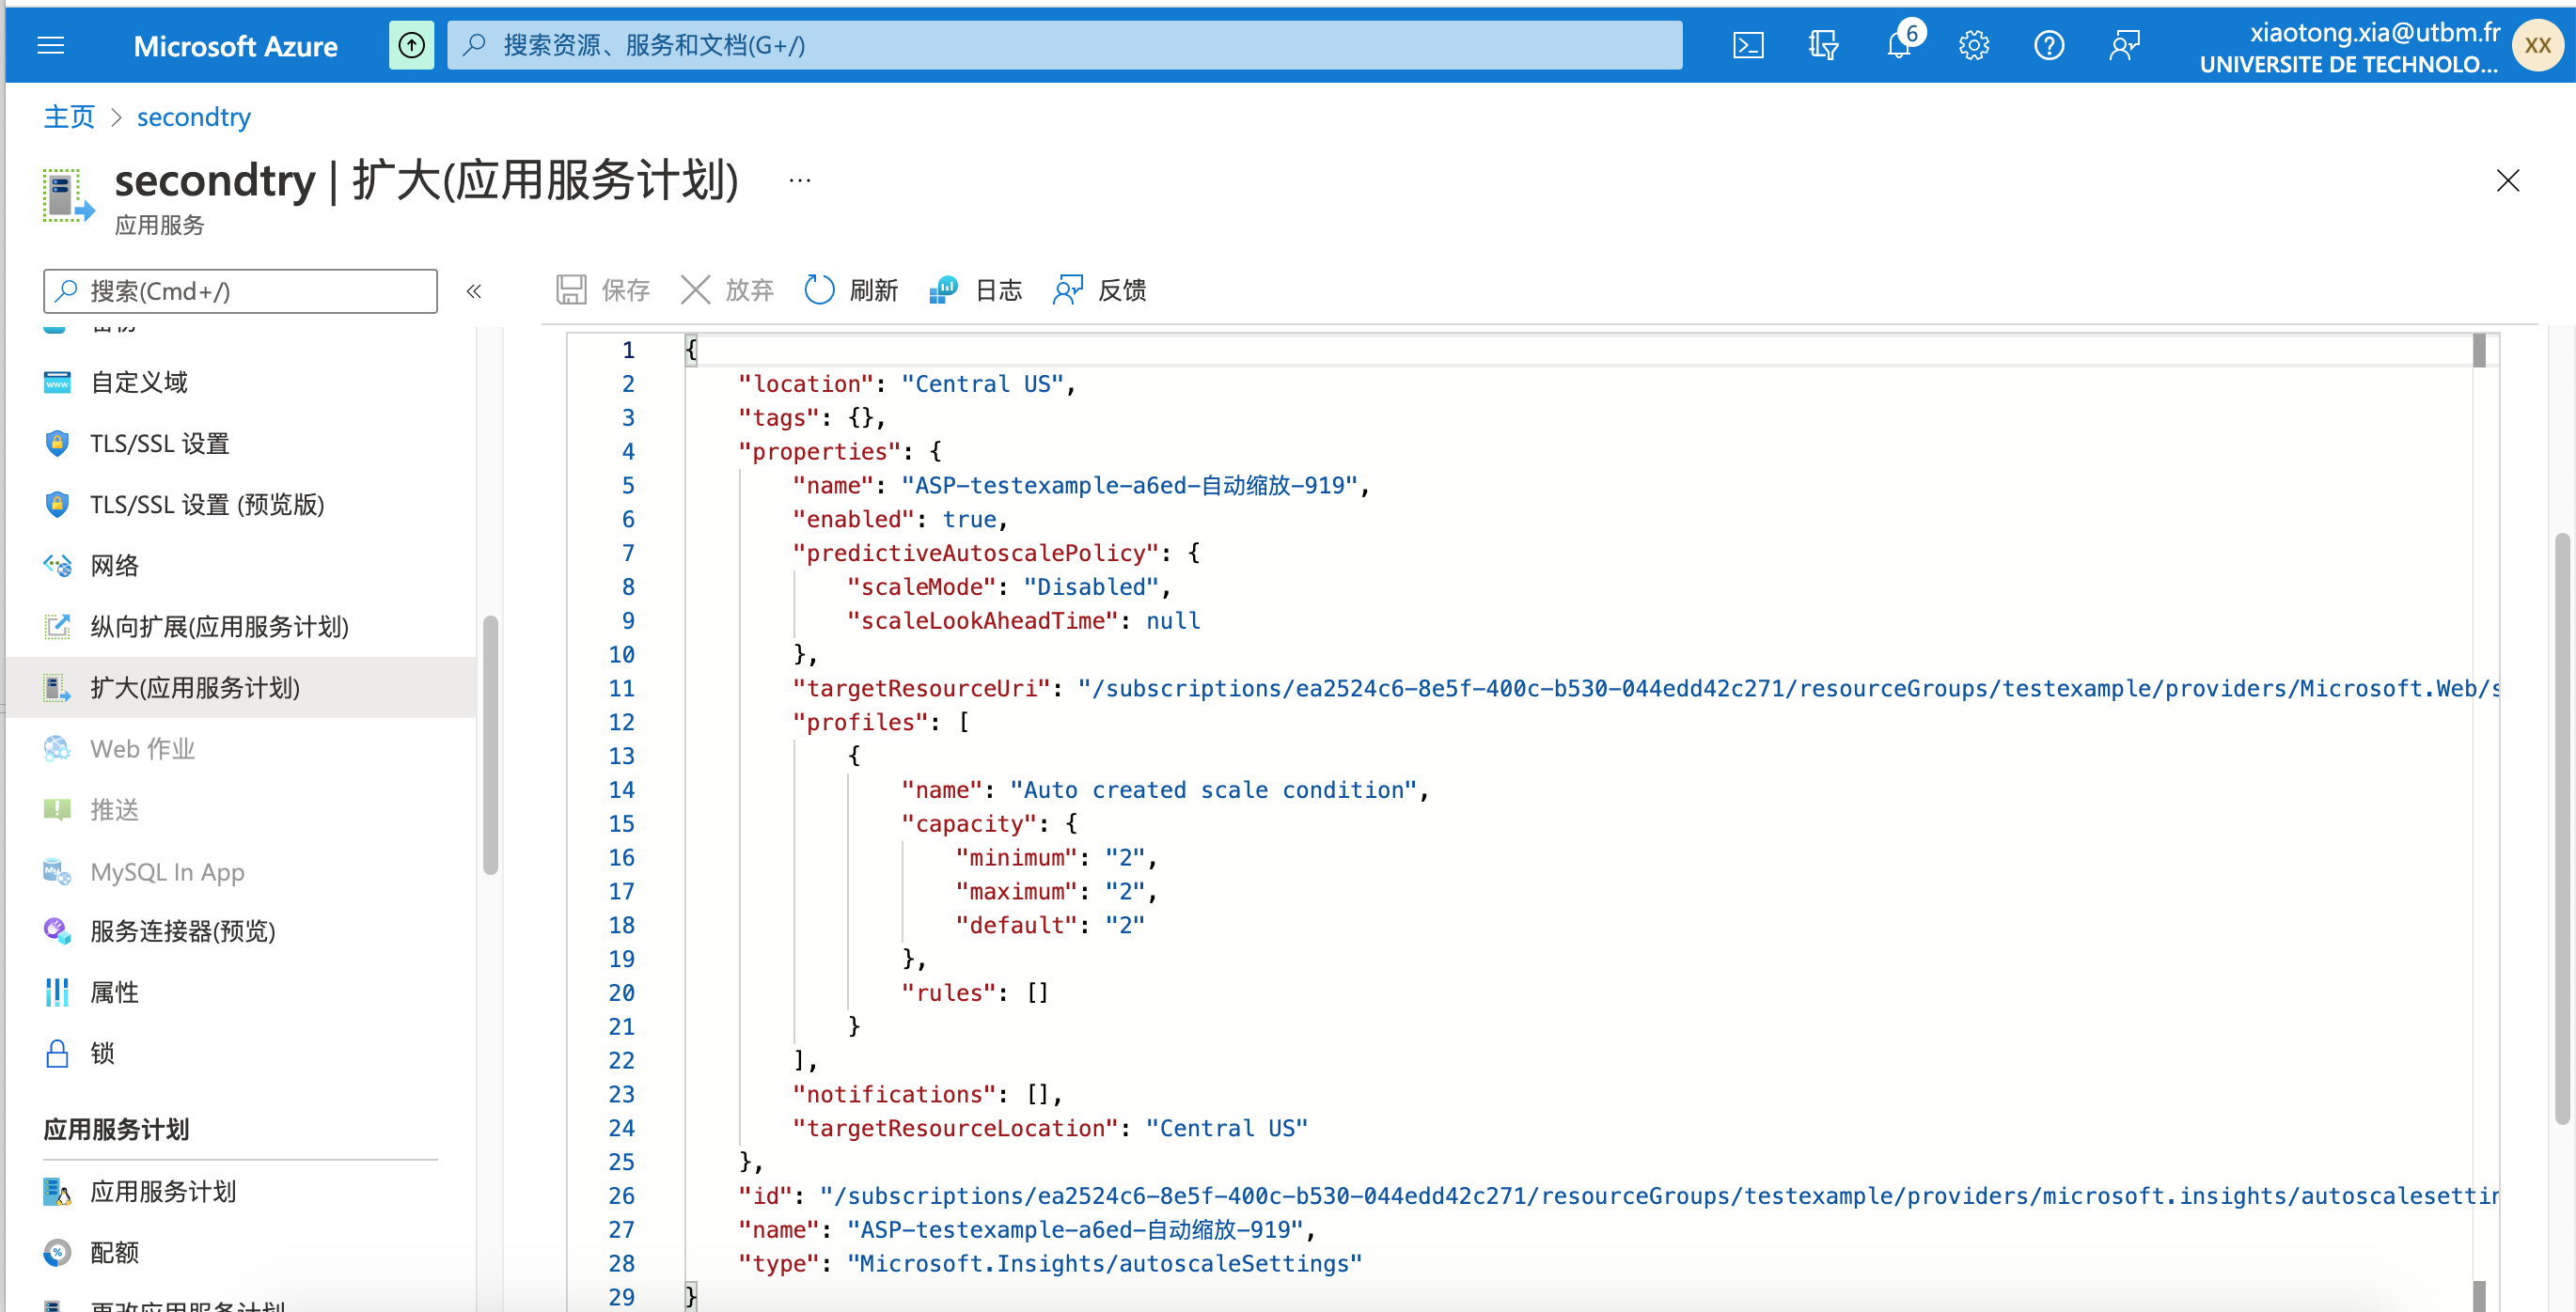 Microsoft Azure
搜索资源、服务和文档(G+/)
6
xiaotong.xia@utbm.fr
UNIVERSITE DE TECHNOLO...
XX
主页 > secondtry
secondtry | 扩大(应用服务计划) ...
应用服务
搜索(Cmd+/)
«
保存
放弃
刷新
日志
反馈
自定义域
TLS/SSL 设置
TLS/SSL 设置 (预览版)
网络
纵向扩展(应用服务计划)
扩大(应用服务计划)
Web 作业
推送
MySQL In App
服务连接器(预览)
属性
锁
应用服务计划
应用服务计划
配额
更改应用服务计划
1 {
2 "location": "Central US",
3 "tags": {},
4 "properties": {
5 "name": "ASP-testexample-a6ed-自动缩放-919",
6 "enabled": true,
7 "predictiveAutoscalePolicy": {
8 "scaleMode": "Disabled",
9 "scaleLookAheadTime": null
10 },
11 "targetResourceUri": "/subscriptions/ea2524c6-8e5f-400c-b530-044edd42c271/resourceGroups/testexample/providers/Microsoft.Web/s
12 "profiles": [
13 {
14 "name": "Auto created scale condition",
15 "capacity": {
16 "minimum": "2",
17 "maximum": "2",
18 "default": "2"
19 },
20 "rules": []
21 }
22 ],
23 "notifications": [],
24 "targetResourceLocation": "Central US"
25 },
26 "id": "/subscriptions/ea2524c6-8e5f-400c-b530-044edd42c271/resourceGroups/testexample/providers/microsoft.insights/autoscalesettin
27 "name": "ASP-testexample-a6ed-自动缩放-919",
28 "type": "Microsoft.Insights/autoscaleSettings"
29 }